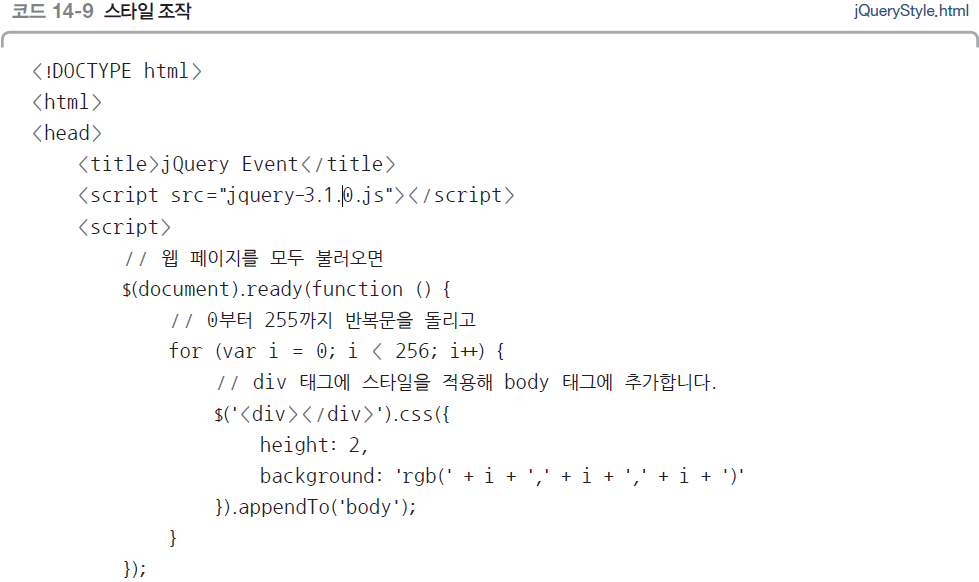 코드 14-9 스타일 조작 jQueryStyle.html
<!DOCTYPE html>
<html>
<head>
    <title>jQuery Event</title>
    <script src="jquery-3.1.0.js"></script>
    <script>
        // 웹 페이지를 모두 불러오면
        $(document).ready(function () {
            // 0부터 255까지 반복문을 돌리고
            for (var i = 0; i < 256; i++) {
                // div 태그에 스타일을 적용해 body 태그에 추가합니다.
                $('<div></div>').css({
                    height: 2,
                    background: 'rgb(' + i + ',' + i + ',' + i + ')'
                }).appendTo('body');
            }
        });